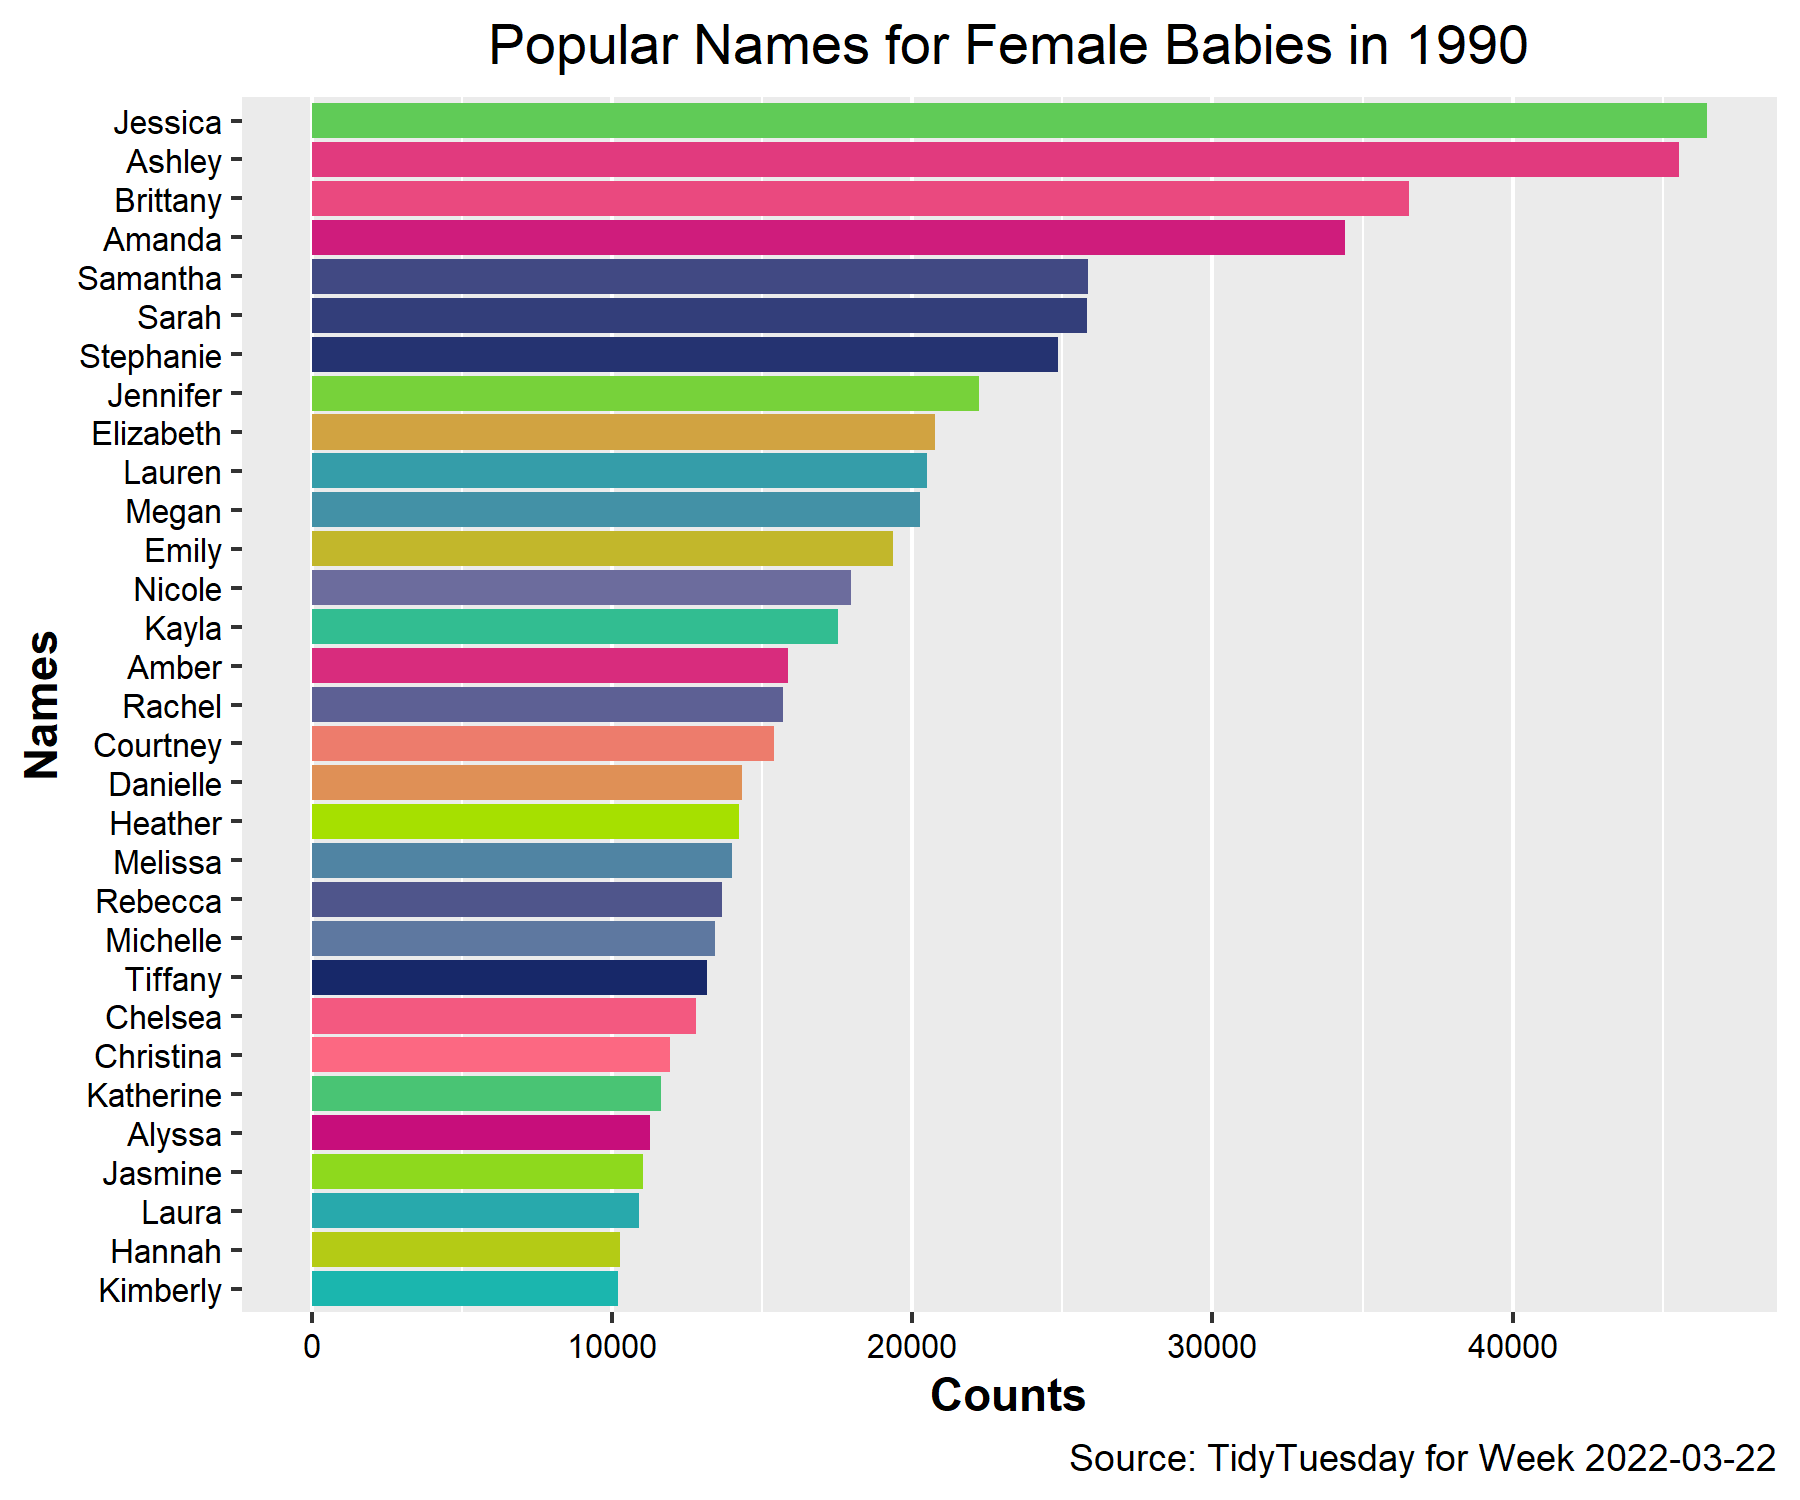 Popular Names for Female Babies in 1990
Jessica
Ashley
Brittany
Amanda
Samantha
Sarah
Stephanie
Jennifer
Elizabeth
Lauren
Megan
Emily
Nicole
Kayla
Amber
Rachel
Courtney
Danielle
Heather
Melissa
Rebecca
Michelle
Tiffany
Chelsea
Christina
Katherine
Alyssa
Jasmine
Laura
Hannah
Kimberly
Names
0 10000 20000 30000 40000
Counts
Source: TidyTuesday for Week 2022-03-22